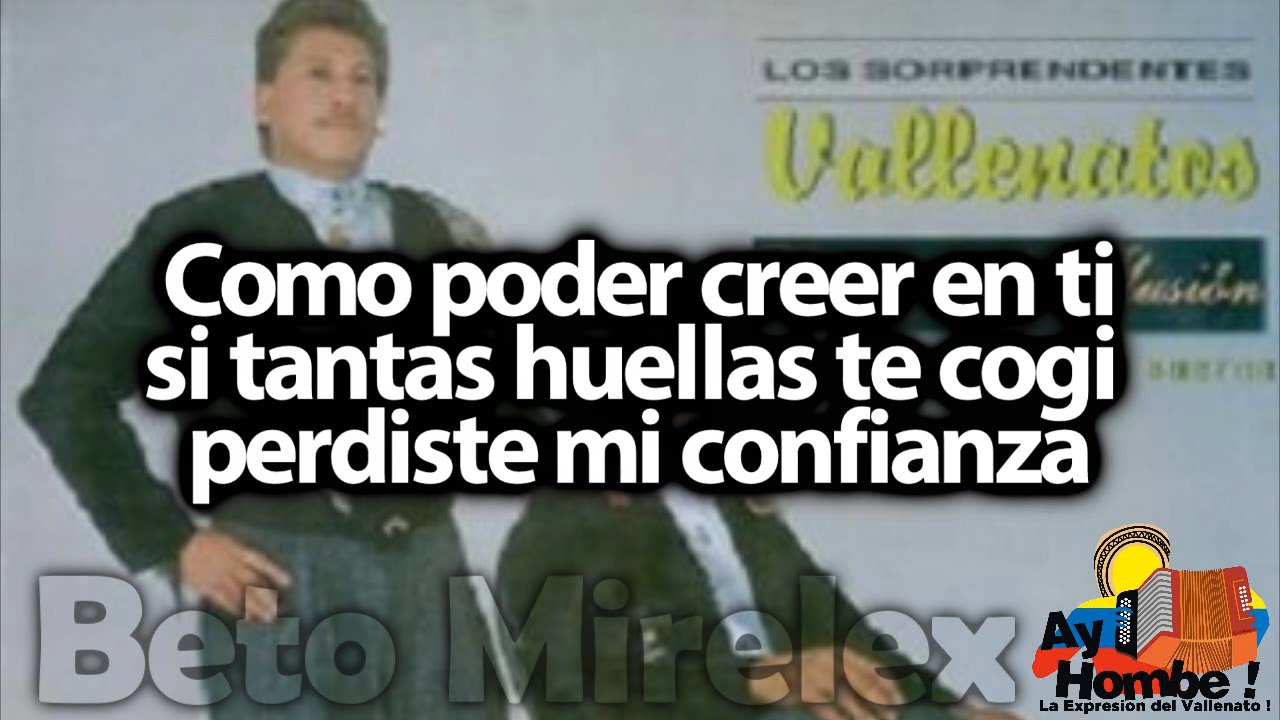 LOS SORPRENDENTES
Vallenatos
Como poder creer en ti
si tantas huellas te cogi
perdiste mi confianza
Beto Mirelex
Ay
Hombe !
La Expresion del Vallenato !